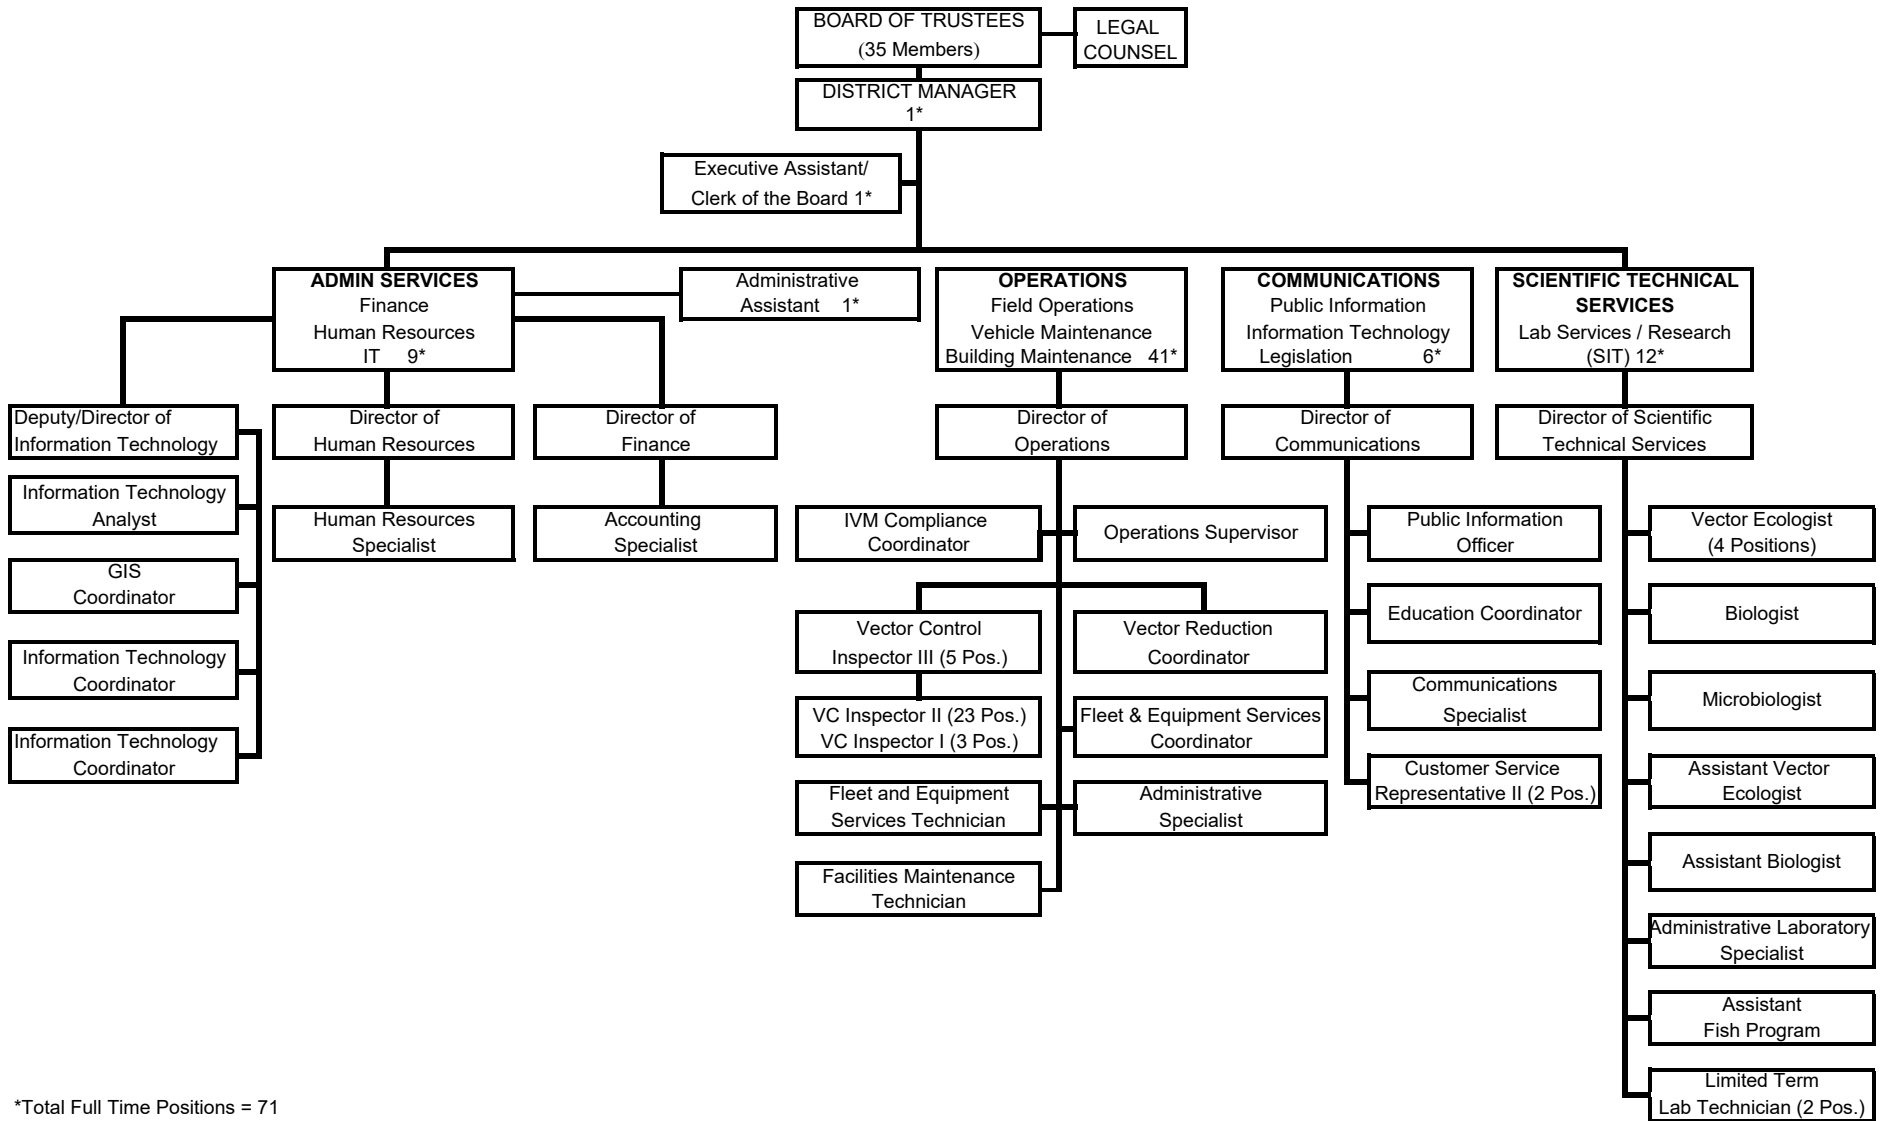 BOARD OF TRUSTEES
(35 Members)
LEGAL
COUNSEL
DISTRICT MANAGER
1*
Executive Assistant/
Clerk of the Board 1*
ADMIN SERVICES
Finance
Human Resources
IT 9*
Administrative
Assistant 1*
OPERATIONS
Field Operations
Vehicle Maintenance
Building Maintenance 41*
COMMUNICATIONS
Public Information
Information Technology
Legislation 6*
SCIENTIFIC TECHNICAL
SERVICES
Lab Services / Research
(SIT) 12*
Deputy/Director of
Information Technology
Director of
Human Resources
Director of
Finance
Director of
Operations
Director of
Communications
Director of Scientific
Technical Services
Information Technology
Analyst
GIS
Coordinator
Information Technology
Coordinator
Information Technology
Coordinator
Human Resources
Specialist
Accounting
Specialist
IVM Compliance
Coordinator
Operations Supervisor
Vector Control
Inspector III (5 Pos.)
Vector Reduction
Coordinator
VC Inspector II (23 Pos.)
VC Inspector I (3 Pos.)
Fleet & Equipment Services
Coordinator
Fleet and Equipment
Services Technician
Administrative
Specialist
Facilities Maintenance
Technician
Public Information
Officer
Education Coordinator
Communications
Specialist
Customer Service
Representative II (2 Pos.)
Vector Ecologist
(4 Positions)
Biologist
Microbiologist
Assistant Vector
Ecologist
Assistant Biologist
Administrative Laboratory
Specialist
Assistant
Fish Program
Limited Term
Lab Technician (2 Pos.)
*Total Full Time Positions = 71